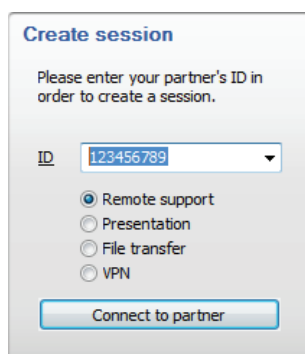 Create session
Please enter your partner's ID in
order to create a session.
ID 123456789
Remote support
Presentation
File transfer
VPN
Connect to partner